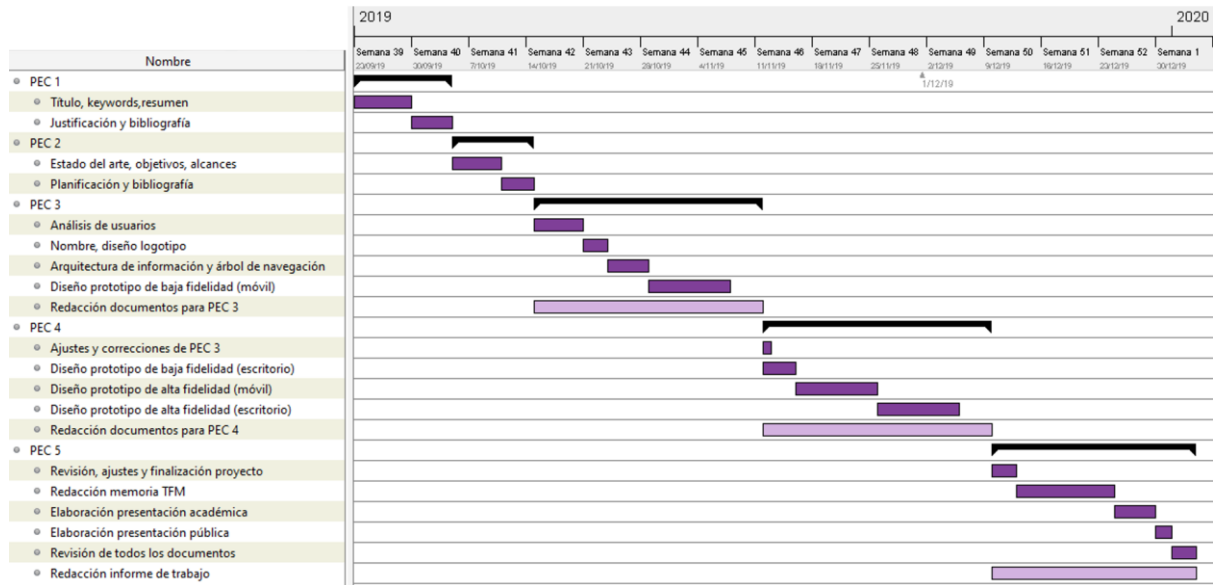 2019 2020
Semana 39 Semana 40 Semana 41 Semana 42 Semana 43 Semana 44 Semana 45 Semana 46 Semana 47 Semana 48 Semana 49 Semana 50 Semana 51 Semana 52 Semana 1
Nombre
23/09/19 30/09/19 7/10/19 14/10/19 21/10/19 28/10/19 4/11/19 11/11/19 18/11/19 25/11/19 2/12/19 9/12/19 16/12/19 23/12/19 30/12/19
PEC 1
1/12/19
Título, keywords,resumen
Justificación y bibliografía
PEC 2
Estado del arte, objetivos, alcances
Planificación y bibliografía
PEC 3
Análisis de usuarios
Nombre, diseño logotipo
Arquitectura de información y árbol de navegación
Diseño prototipo de baja fidelidad (móvil)
Redacción documentos para PEC 3
PEC 4
Ajustes y correcciones de PEC 3
Diseño prototipo de baja fidelidad (escritorio)
Diseño prototipo de alta fidelidad (móvil)
Diseño prototipo de alta fidelidad (escritorio)
Redacción documentos para PEC 4
PEC 5
Revisión, ajustes y finalización proyecto
Redacción memoria TFM
Elaboración presentación académica
Elaboración presentación pública
Revisión de todos los documentos
Redacción informe de trabajo